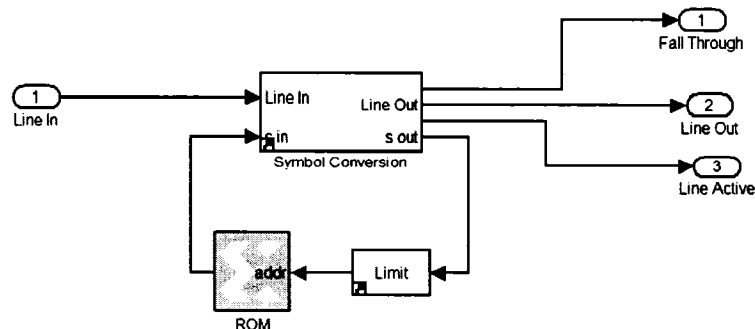 1
Fall Through
1
Line In
Line In
Line Out
s in
s out
Symbol Conversion
2
Line Out
3
Line Active
addr
ROM
Limit